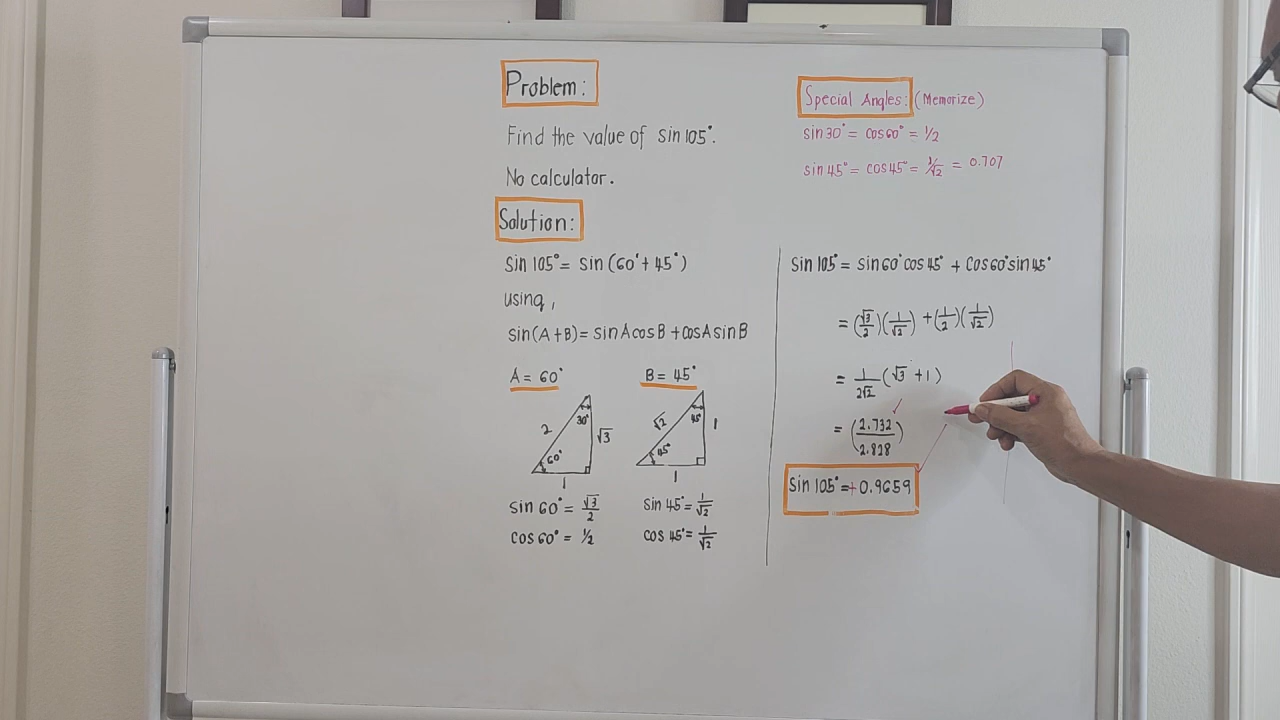 Problem:
Find the value of sin 105°.
No calculator.
Solution:
sin 105° = sin (60° + 45°)
using,
sin(A+B) = sin A cos B + cos A sin B
A = 60°
2
30°
√3
60°
1
sin 60° = √3/2
cos 60° = 1/2
B = 45°
√2
45°
1
45°
1
sin 45° = 1/√2
cos 45° = 1/√2
Special Angles: (Memorize)
sin 30° = cos 60° = 1/2
sin 45° = cos 45° = 1/√2 = 0.707
sin 105° = sin 60° cos 45° + cos 60° sin 45°
= (√3/2)(1/√2) + (1/2)(1/√2)
= 1/2√2 (√3 + 1)
= (2.732/2.828)
sin 105° = +0.9659